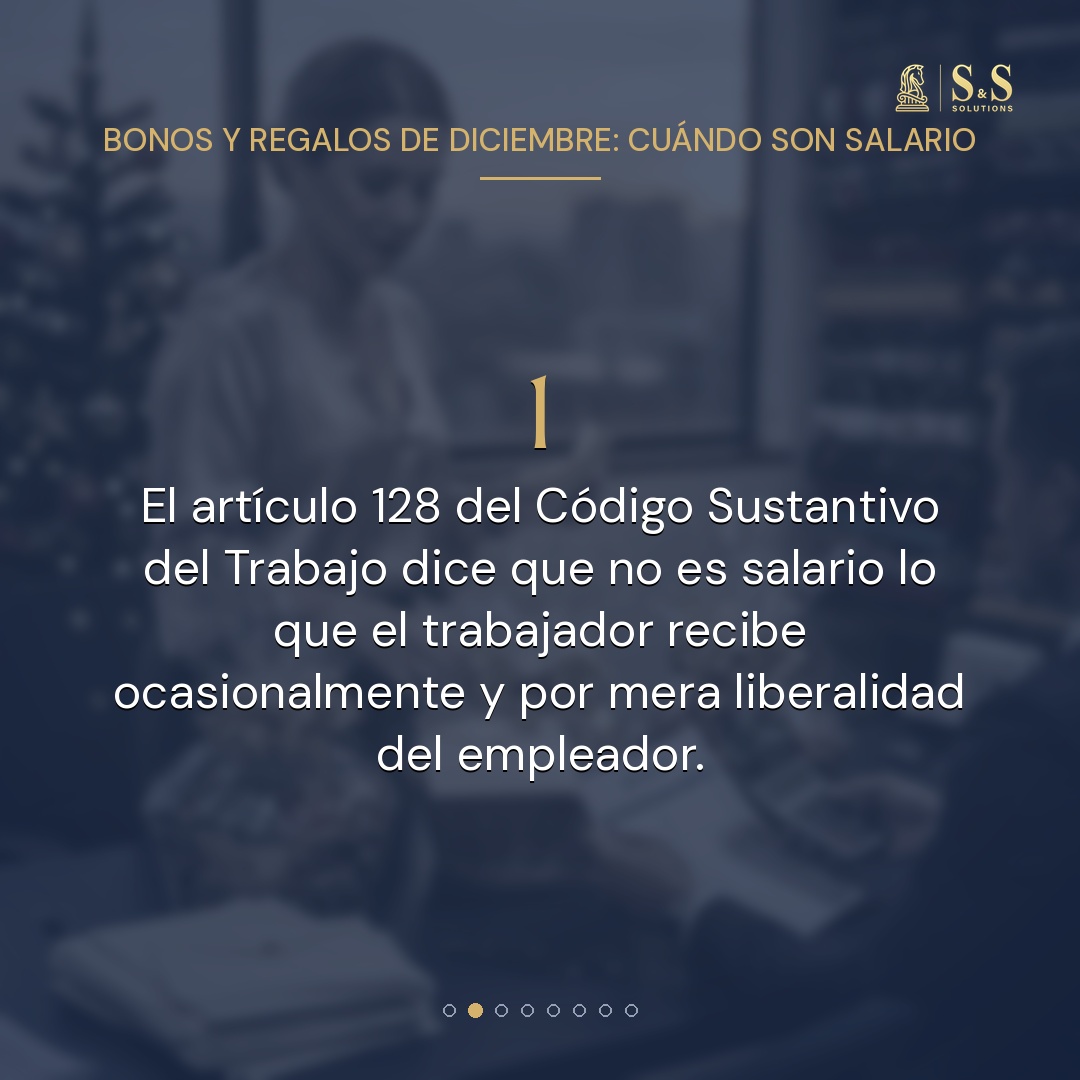 S&S
SOLUTIONS
BONOS Y REGALOS DE DICIEMBRE: CUÁNDO SON SALARIO
1
El artículo 128 del Código Sustantivo
del Trabajo dice que no es salario lo
que el trabajador recibe
ocasionalmente y por mera liberalidad
del empleador.